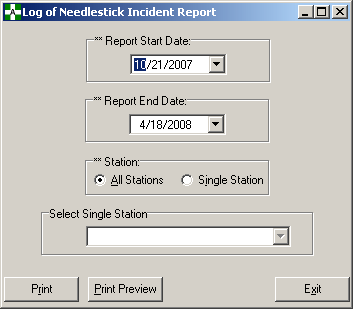 Log of Needlestick Incident Report
** Report Start Date:
10/21/2007
** Report End Date:
4/18/2008
** Station:
All Stations Single Station
Select Single Station
Print Print Preview Exit